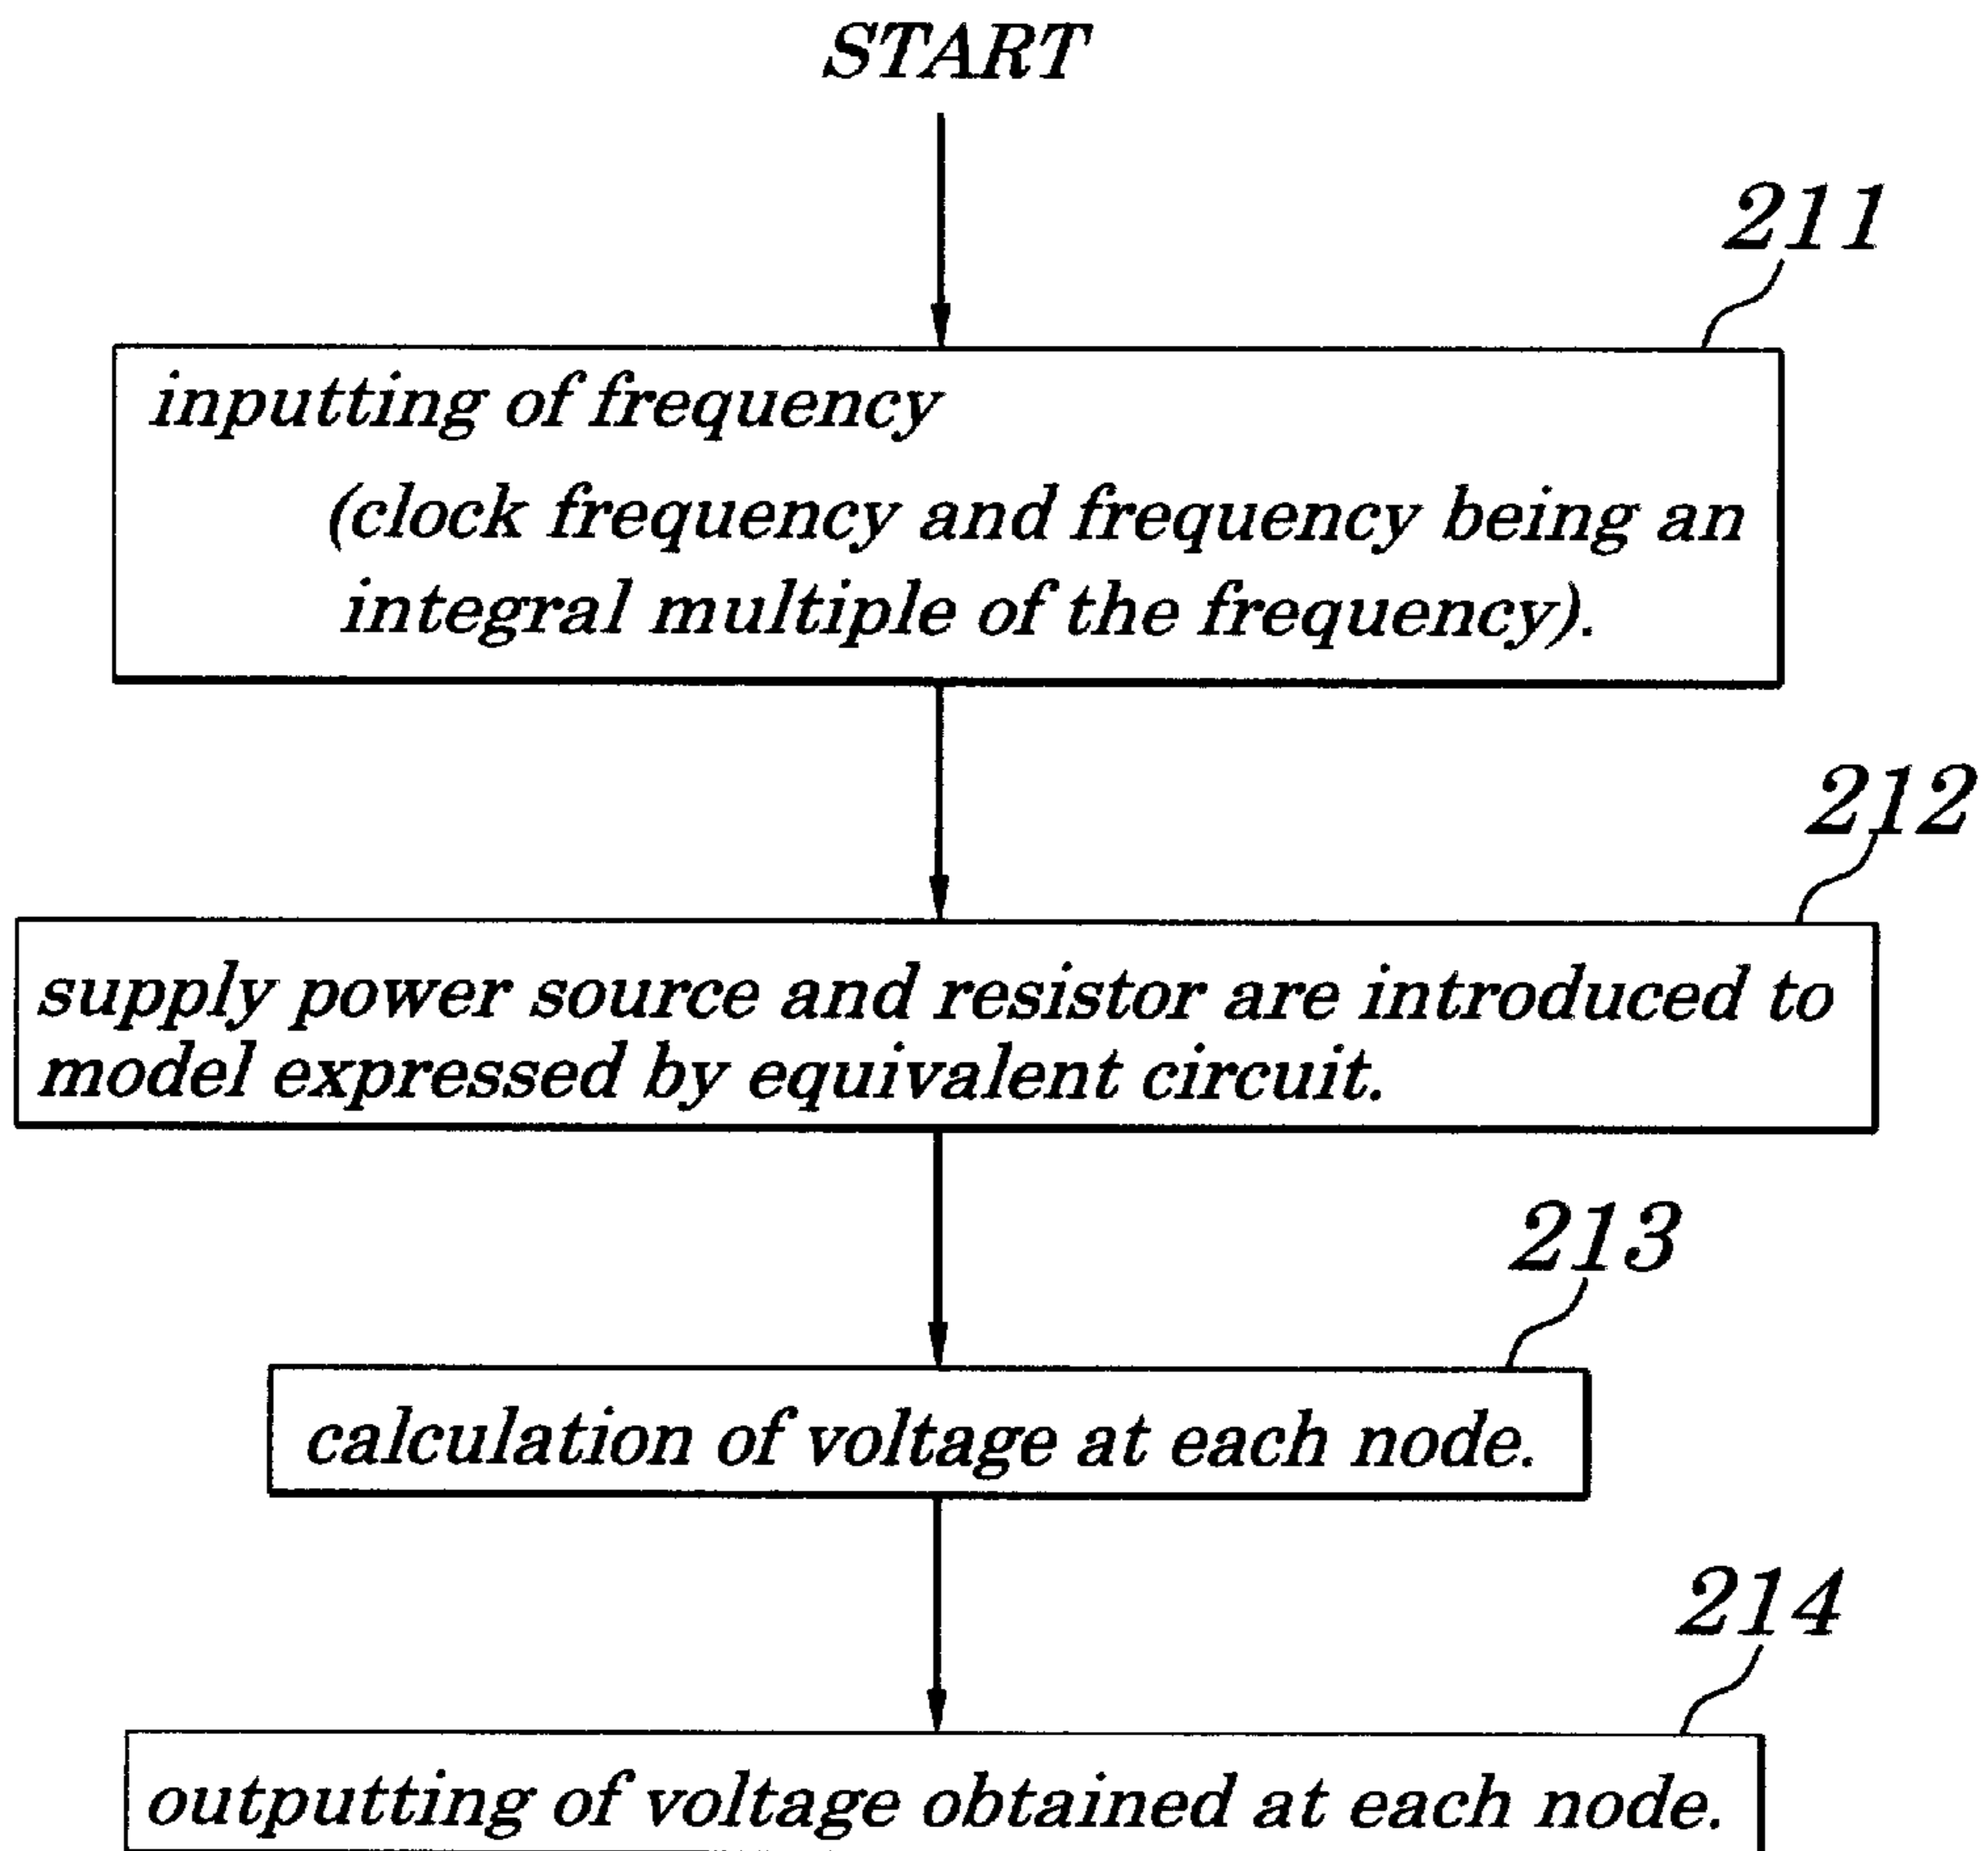 START
211
inputting of frequency
(clock frequency and frequency being an
integral multiple of the frequency).
212
supply power source and resistor are introduced to
model expressed by equivalent circuit.
213
calculation of voltage at each node.
214
outputting of voltage obtained at each node.